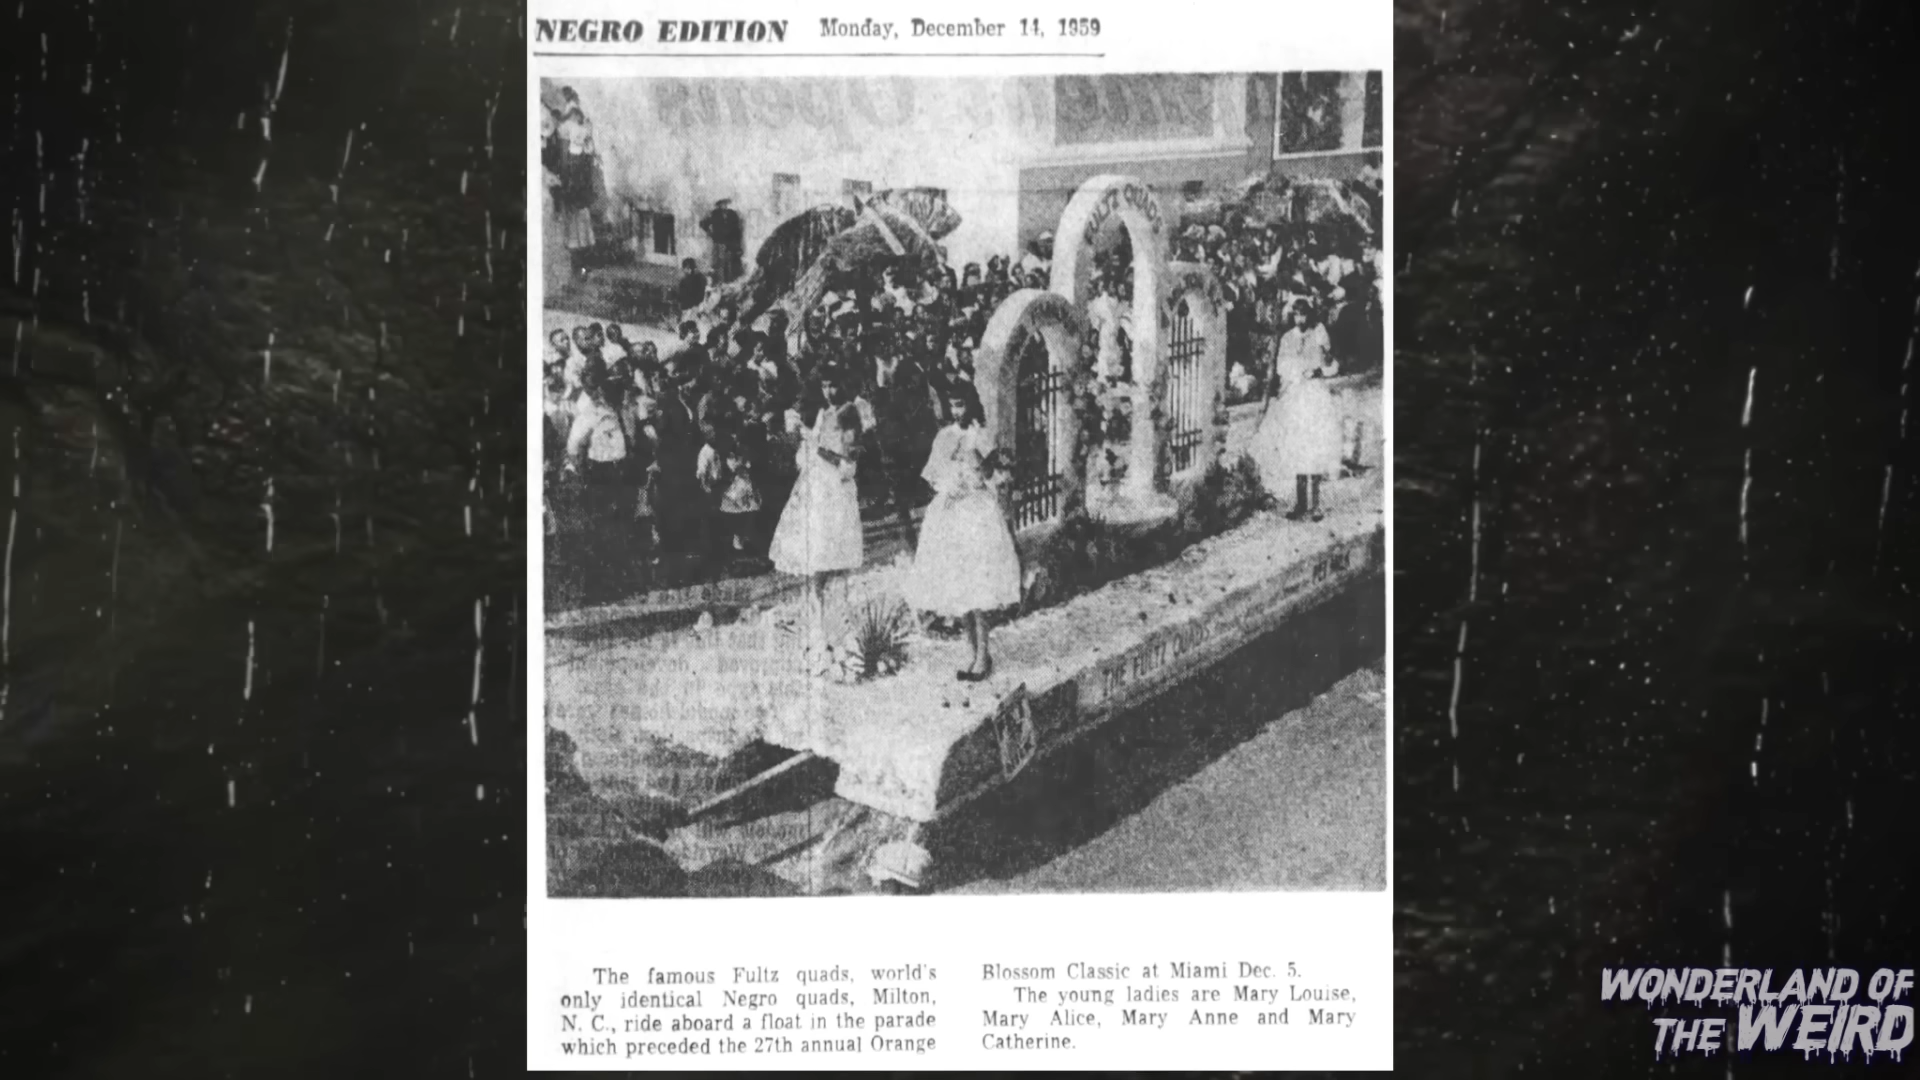 NEGRO EDITION Monday, December 14, 1959
FULTZ QUADS
THE FULTZ QUADS
PET MILK
The famous Fultz quads, world's
only identical Negro quads, Milton,
N. C., ride aboard a float in the parade
which preceded the 27th annual Orange
Blossom Classic at Miami Dec. 5.
The young ladies are Mary Louise,
Mary Alice, Mary Anne and Mary
Catherine.
WONDERLAND OF
THE WEIRD